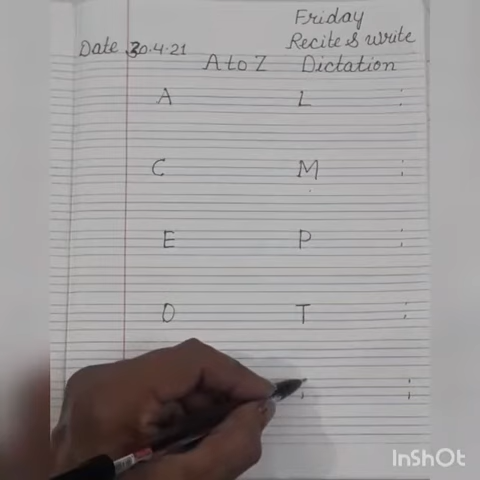 Friday
Date 30.4.21 Recite & write
A to Z Dictation
A L :
C M :
E P :
O T :
InShOt